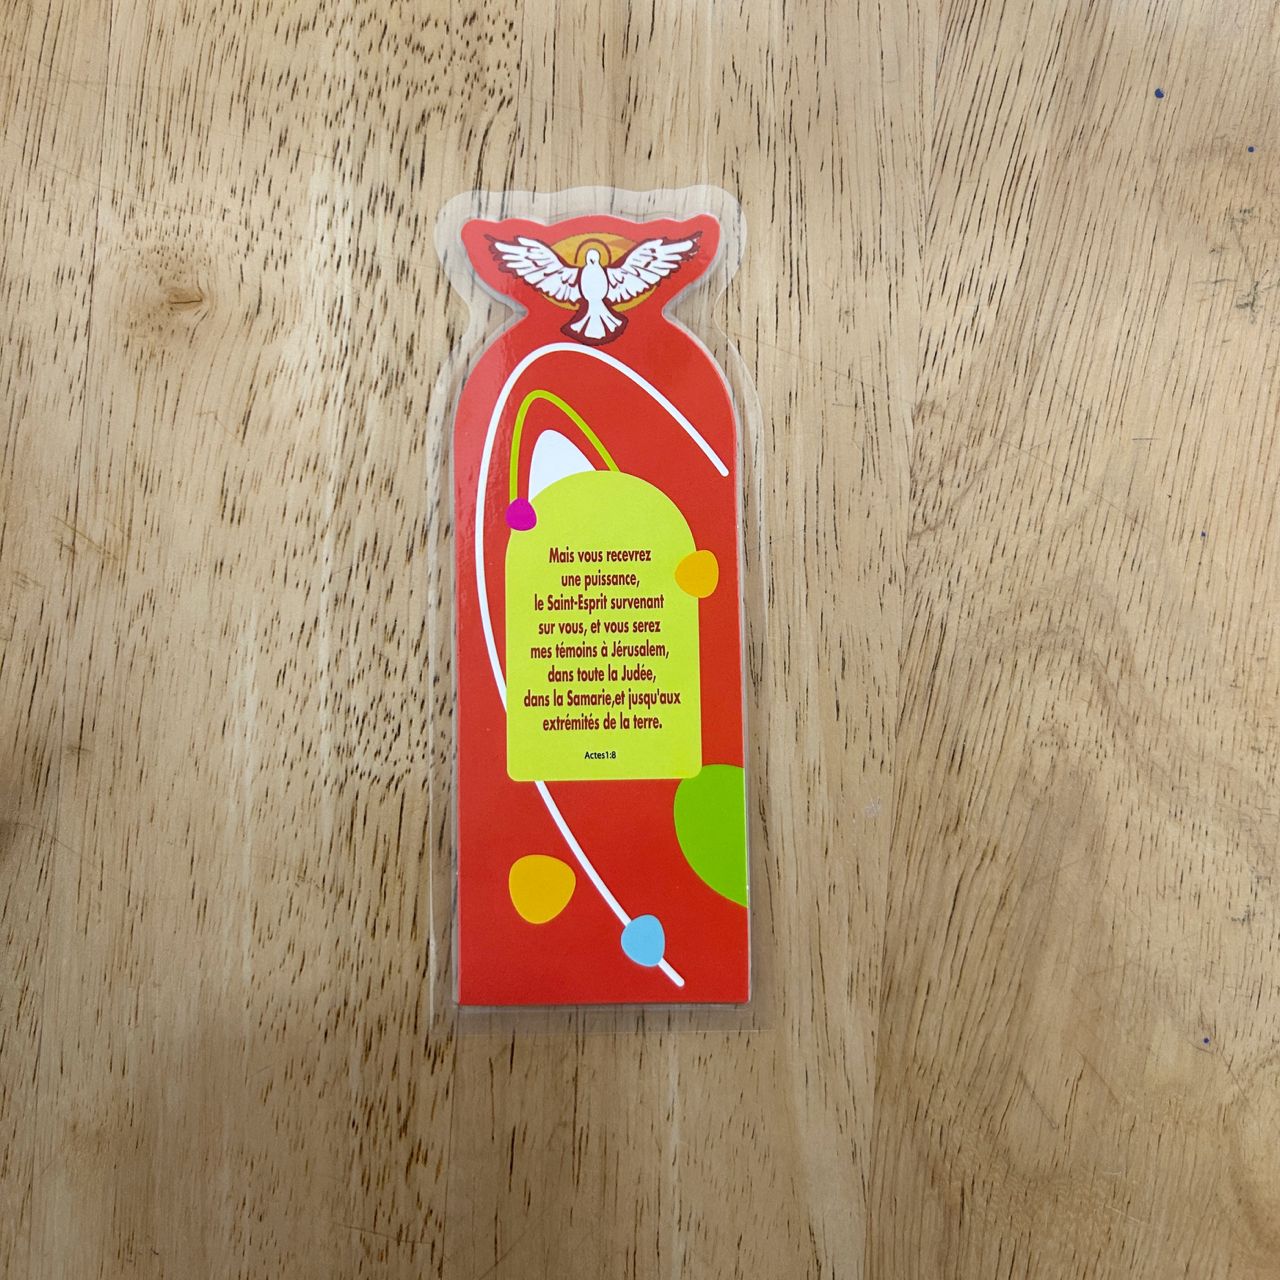 Mais vous recevrez
une puissance,
le Saint-Esprit survenant
sur vous, et vous serez
mes témoins à Jérusalem,
dans toute la Judée,
dans la Samarie,et jusqu'aux
extrémités de la terre.
Actes1:8